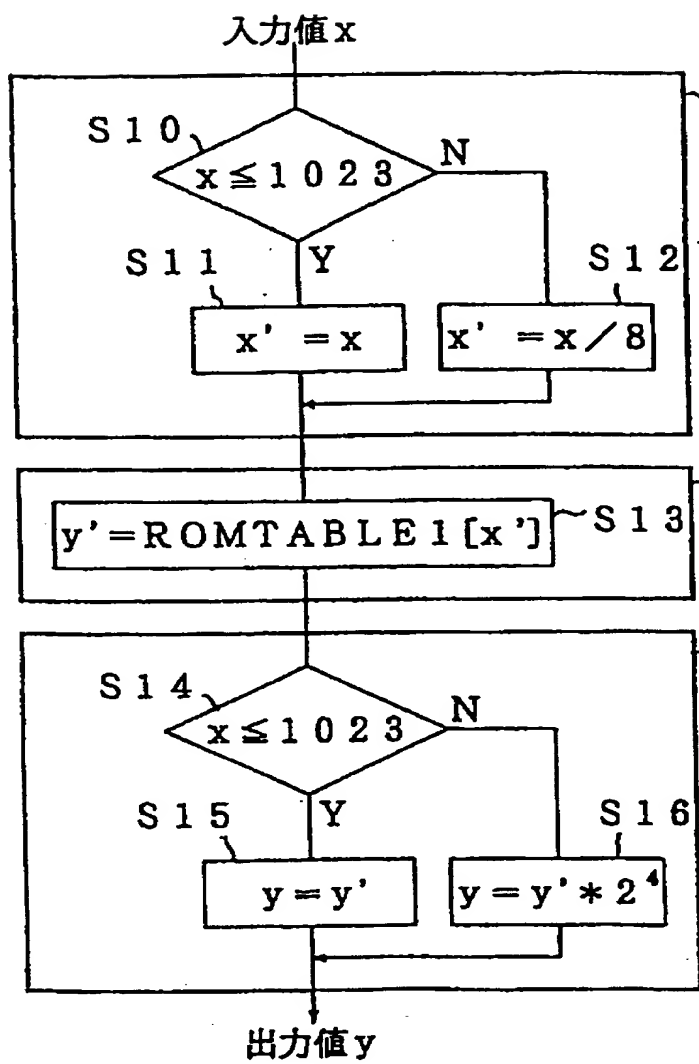 入力値x
S10
x≦1023
N
Y
S11
S12
x'=x
x'=x/8
y'=ROMTABLE1[x']
S13
S14
x≦1023
N
Y
S15
S16
y=y'
y=y'*2⁴
出力値y